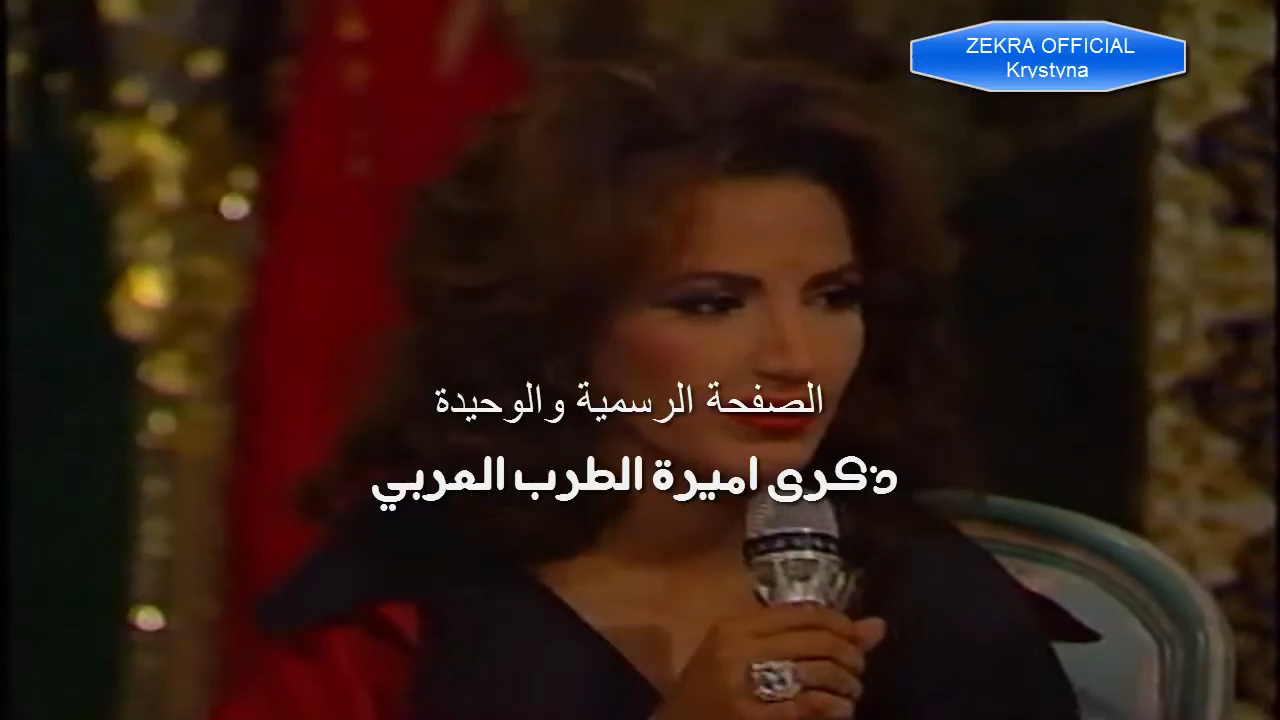 ZEKRA OFFICIAL
Krystyna
الصفحة الرسمية والوحيدة
ذكرى اميرة الطرب العربي